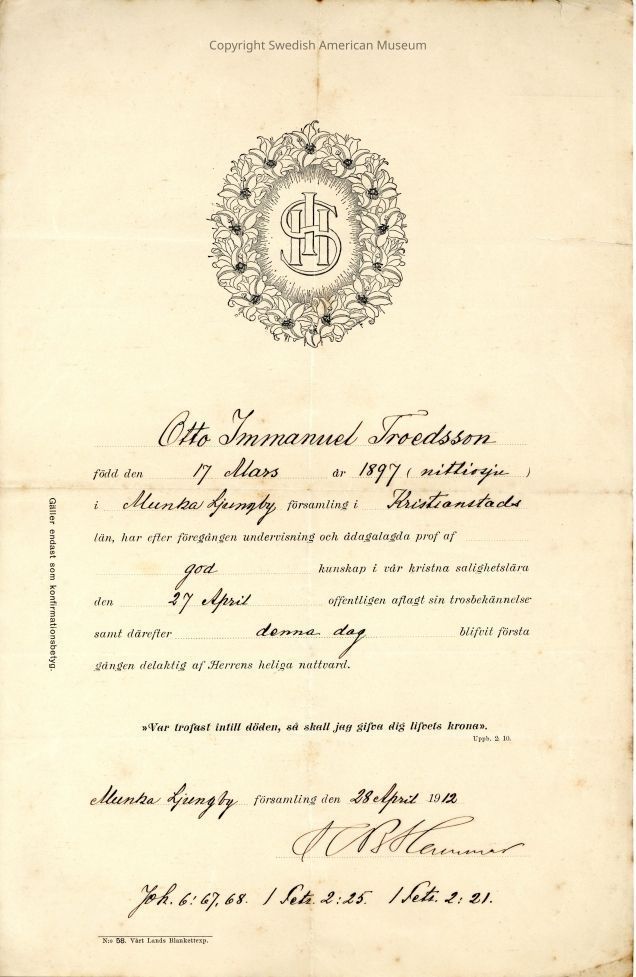 Copyright Swedish American Museum
IHS
Otto Immanuel Troedsson
född den 17 Mars år 1897 (nittiosju)
i Munka Ljungby församling i Kristianstads
län, har efter föregången undervisning och ådagalagda prof af
god kunskap i vår kristna salighetslära
den 27 April offentligen aflagt sin trosbekännelse
samt därefter denna dag blifvit första
gången delaktig af Herrens heliga nattvard.
Gäller endast som konfirmationsbetyg.
»Var trofast intill döden, så skall jag gifva dig lifvets krona».
Uppb. 2: 10.
Munka Ljungby församling den 28 April 1912
Hammar
Joh. 6: 67, 68. 1 Petr. 2: 25. 1 Petr. 2: 21.
N:o 58. Vårt Lands Blankettexp.